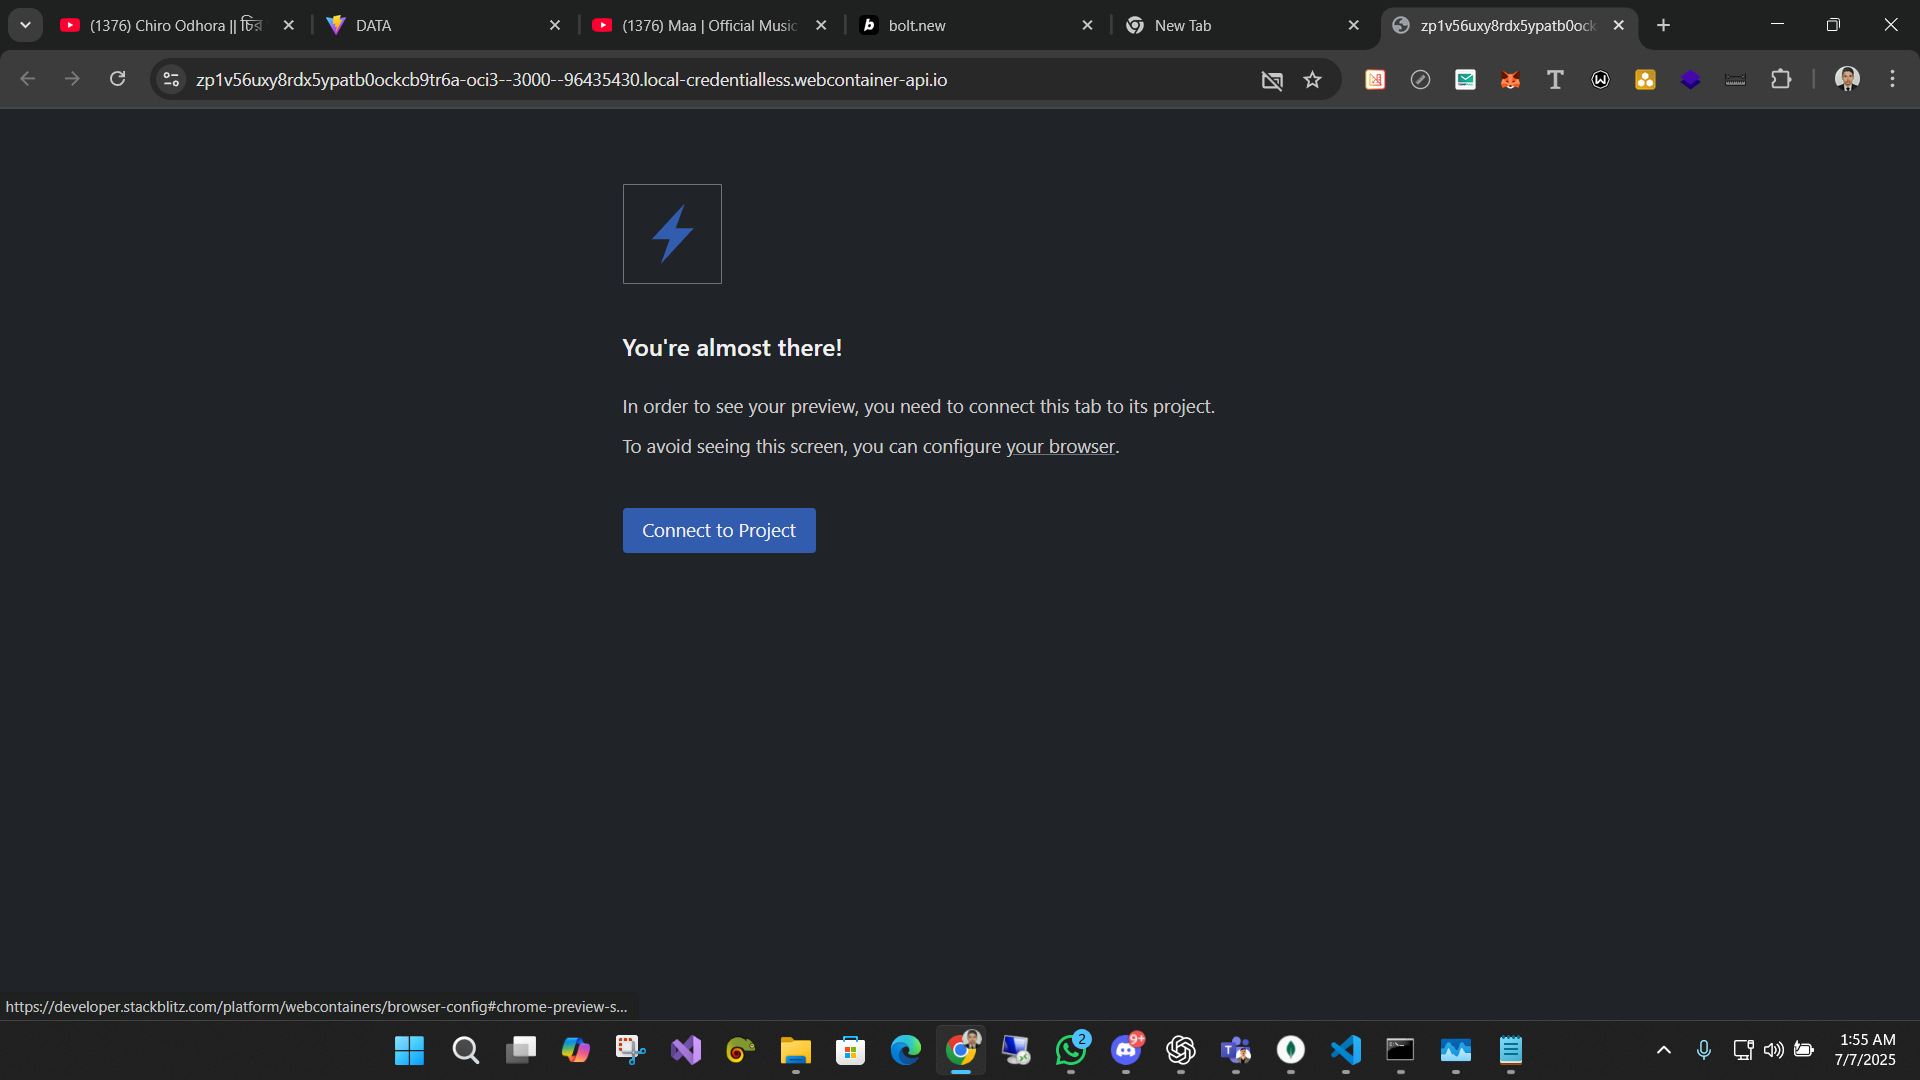 (1376) Chiro Odhora || চির
DATA
(1376) Maa | Official Music
bolt.new
New Tab
zp1v56uxy8rdx5ypatb0ock
zp1v56uxy8rdx5ypatb0ockcb9tr6a-oci3--3000--96435430.local-credentialless.webcontainer-api.io
You're almost there!
In order to see your preview, you need to connect this tab to its project.
To avoid seeing this screen, you can configure your browser.
Connect to Project
https://developer.stackblitz.com/platform/webcontainers/browser-config#chrome-preview-s...
2
9+
1:55 AM
7/7/2025